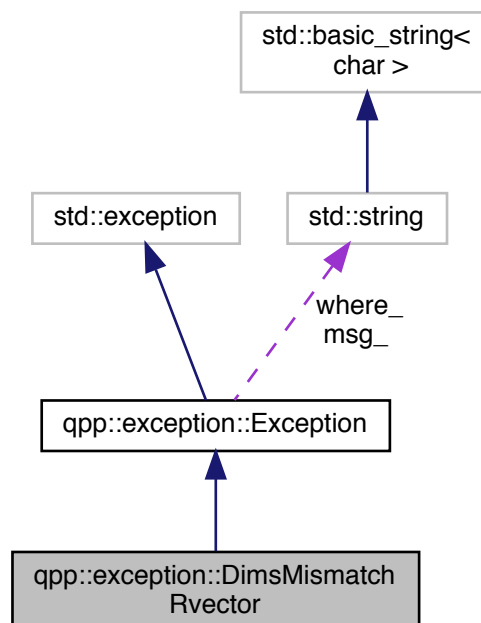 std::basic_string<
char >
std::exception
std::string
where_
msg_
qpp::exception::Exception
qpp::exception::DimsMismatch
Rvector